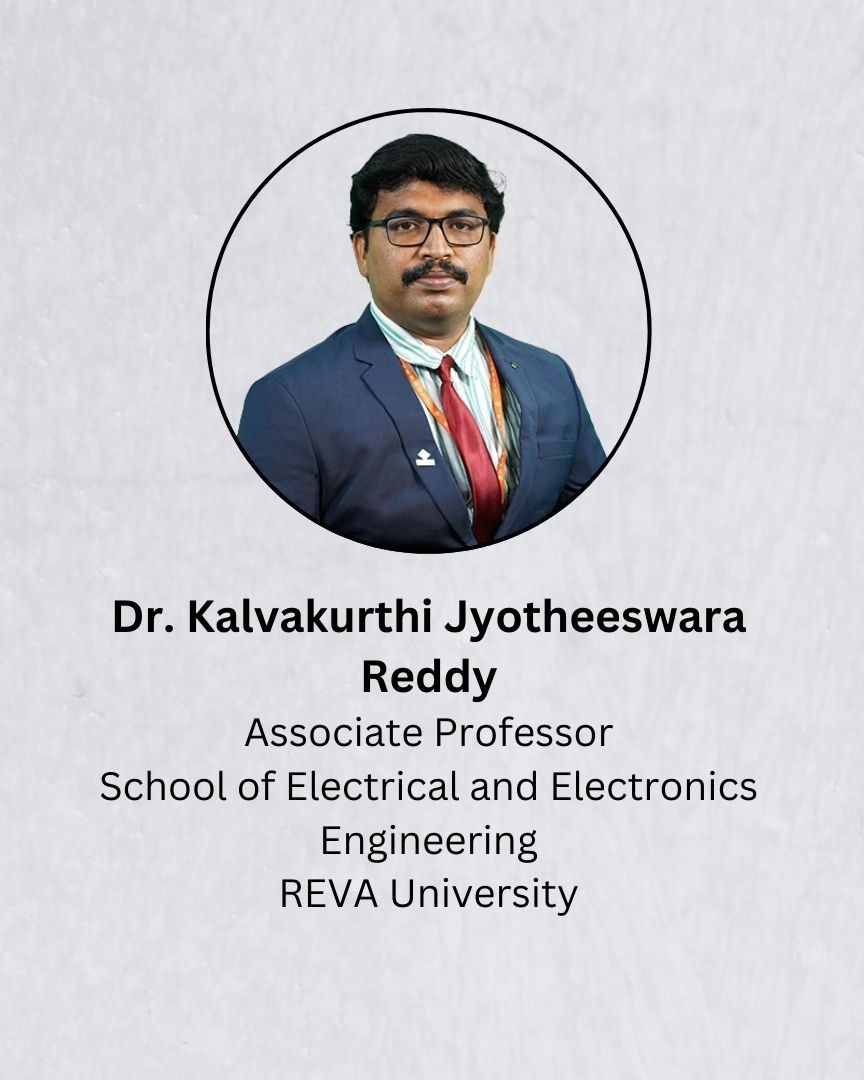 Dr. Kalvakurthi Jyotheeswara
Reddy
Associate Professor
School of Electrical and Electronics
Engineering
REVA University